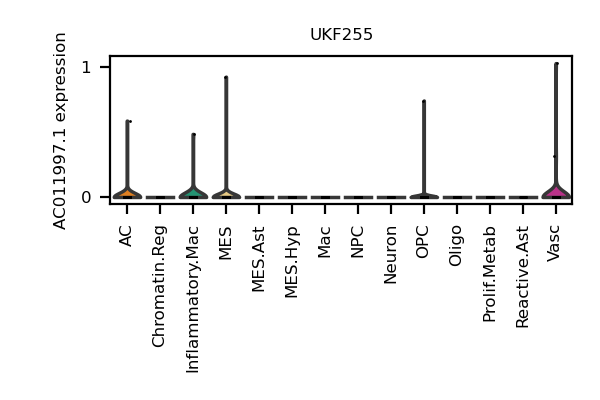 UKF255
AC011997.1 expression
1
0
AC
Chromatin.Reg
Inflammatory.Mac
MES
MES.Ast
MES.Hyp
Mac
NPC
Neuron
OPC
Oligo
Prolif.Metab
Reactive.Ast
Vasc